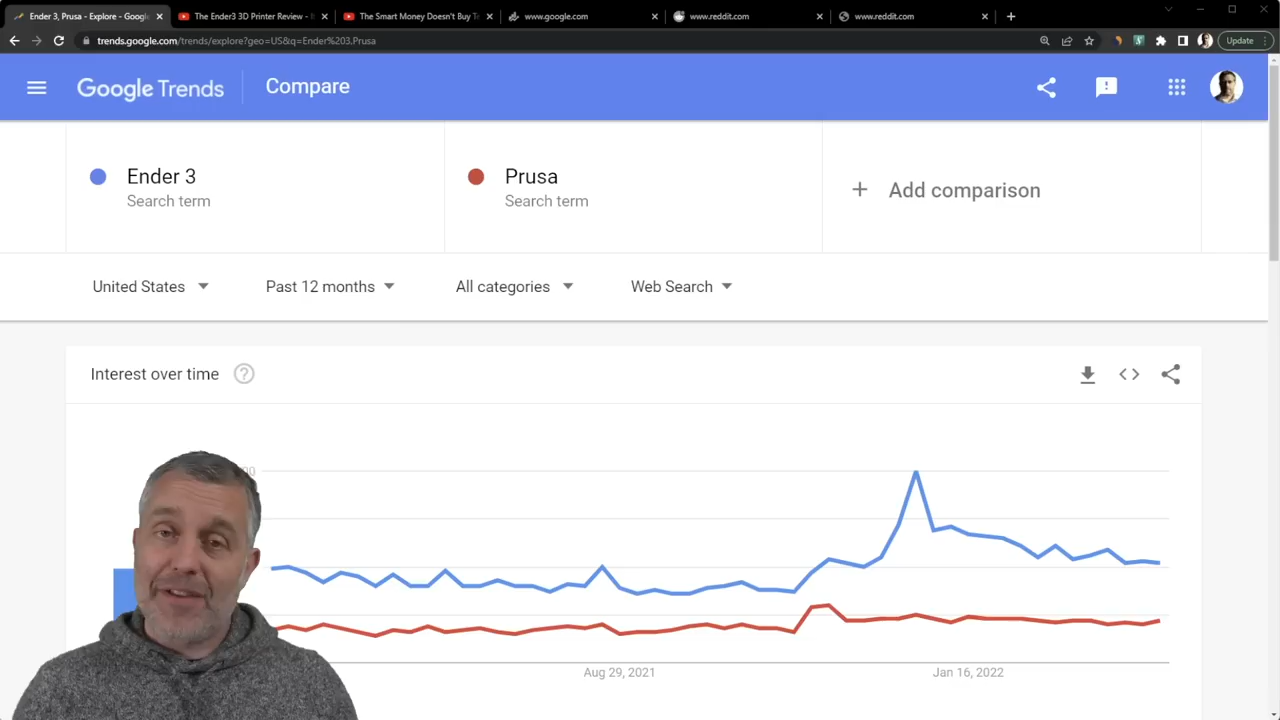 Ender 3, Prusa - Explore - Googl
The Ender3 3D Printer Review - I
The Smart Money Doesn't Buy T
www.google.com
www.reddit.com
www.reddit.com
trends.google.com/trends/explore?geo=US&q=Ender%203,Prusa
Update
Google Trends
Compare
Ender 3
Search term
Prusa
Search term
+ Add comparison
United States
Past 12 months
All categories
Web Search
Interest over time
Aug 29, 2021
Jan 16, 2022